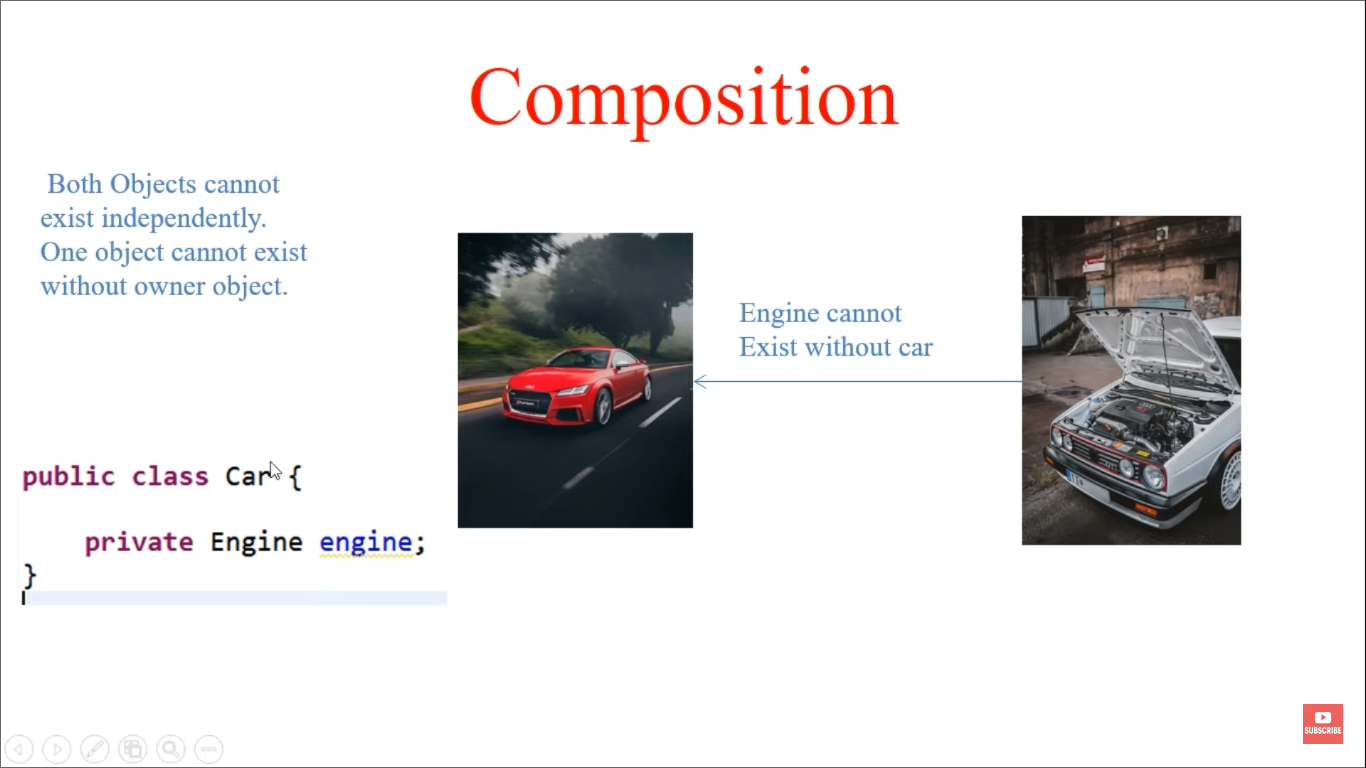 Composition
Both Objects cannot
exist independently.
One object cannot exist
without owner object.
Engine cannot
Exist without car
public class Car {
private Engine engine;
}
SUBSCRIBE